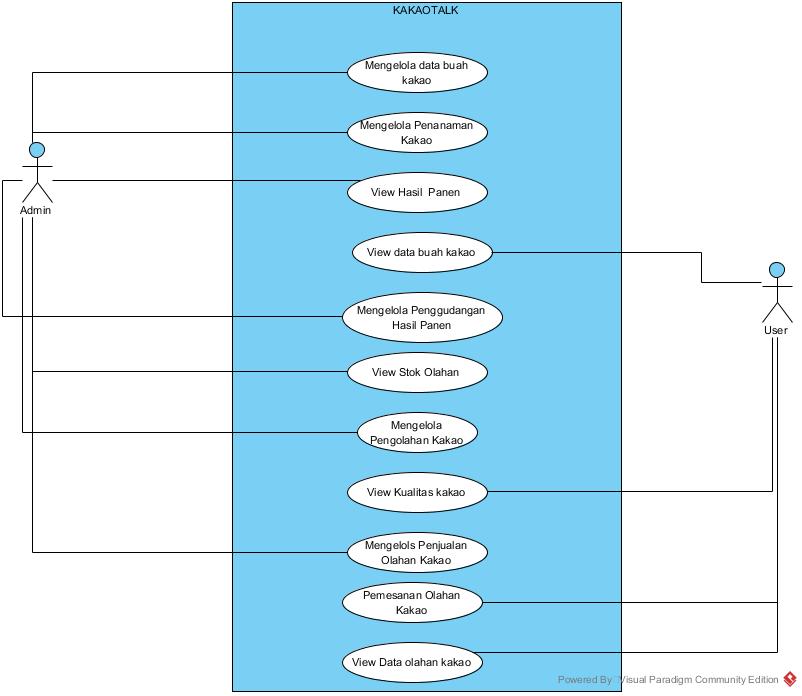 KAKAOTALK
Mengelola data buah
kakao
Mengelola Penanaman
Kakao
View Hasil Panen
Admin
View data buah kakao
Mengelola Penggudangan
Hasil Panen
User
View Stok Olahan
Mengelola
Pengolahan Kakao
View Kualitas kakao
Mengelols Penjualan
Olahan Kakao
Pemesanan Olahan
Kakao
View Data olahan kakao
Powered By Visual Paradigm Community Edition